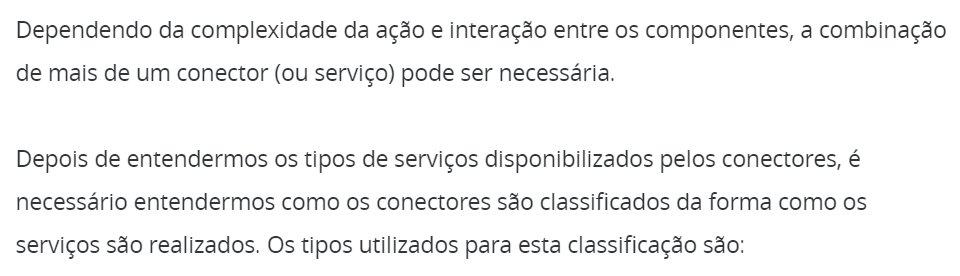 Dependendo da complexidade da ação e interação entre os componentes, a combinação
de mais de um conector (ou serviço) pode ser necessária.
Depois de entendermos os tipos de serviços disponibilizados pelos conectores, é
necessário entendermos como os conectores são classificados da forma como os
serviços são realizados. Os tipos utilizados para esta classificação são: